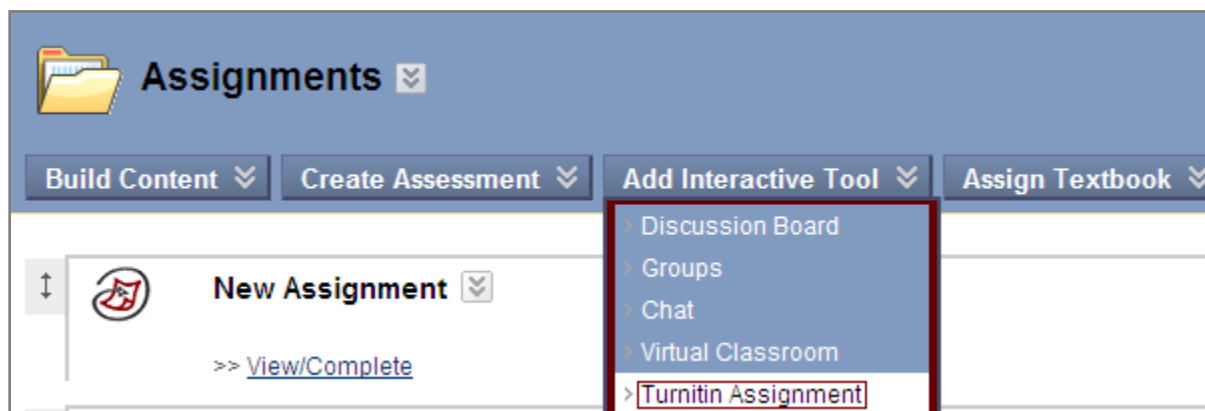 Assignments
Build Content Create Assessment Add Interactive Tool Assign Textbook
> Discussion Board
> Groups
> Chat
> Virtual Classroom
> Turnitin Assignment
New Assignment
>> View/Complete